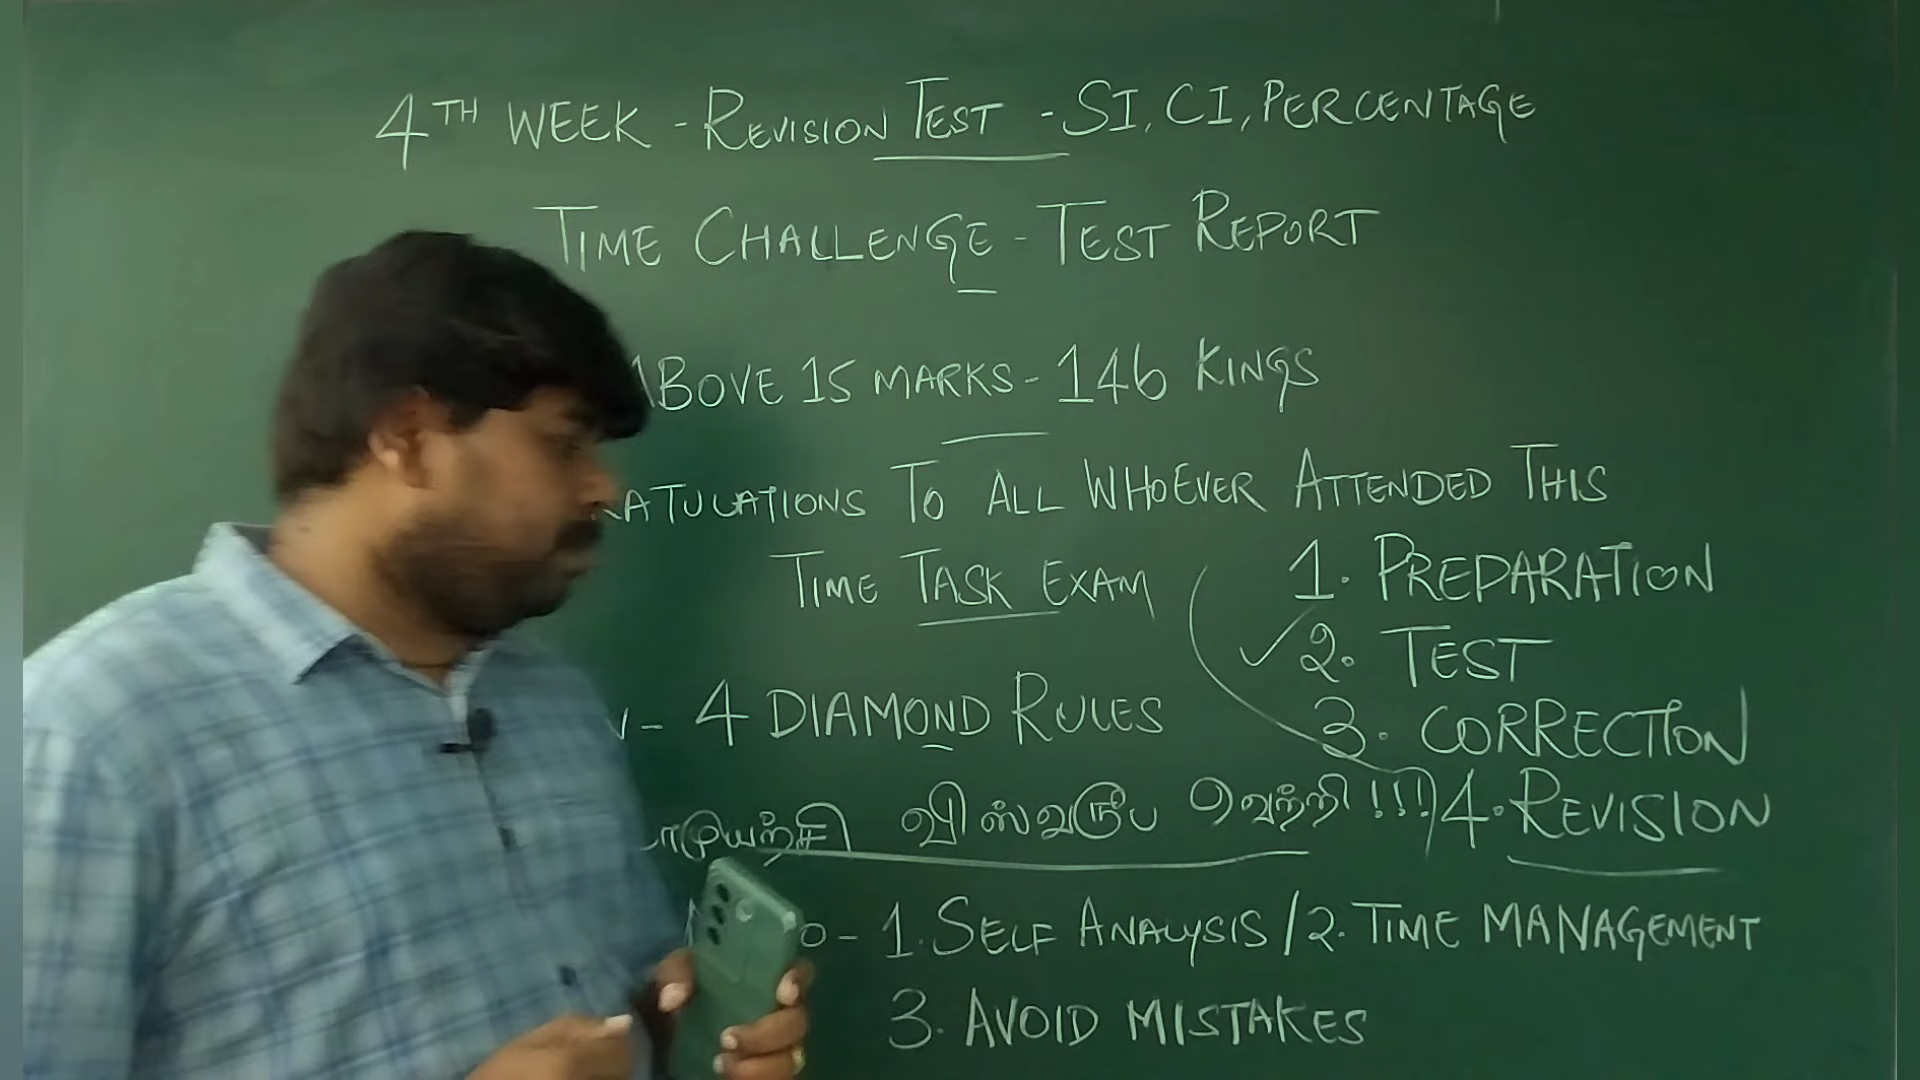 4TH WEEK - REVISION TEST - SI, CI, PERCENTAGE
TIME CHALLENGE - TEST REPORT
ABOVE 15 MARKS - 146 KINGS
RATULATIONS TO ALL WHOEVER ATTENDED THIS
TIME TASK EXAM
1. PREPARATION
2. TEST
3. CORRECTION
4. REVISION
- 4 DIAMOND RULES
விஸ்வரூப வெற்றி !!!
- 1. SELF ANALYSIS / 2. TIME MANAGEMENT
3. AVOID MISTAKES